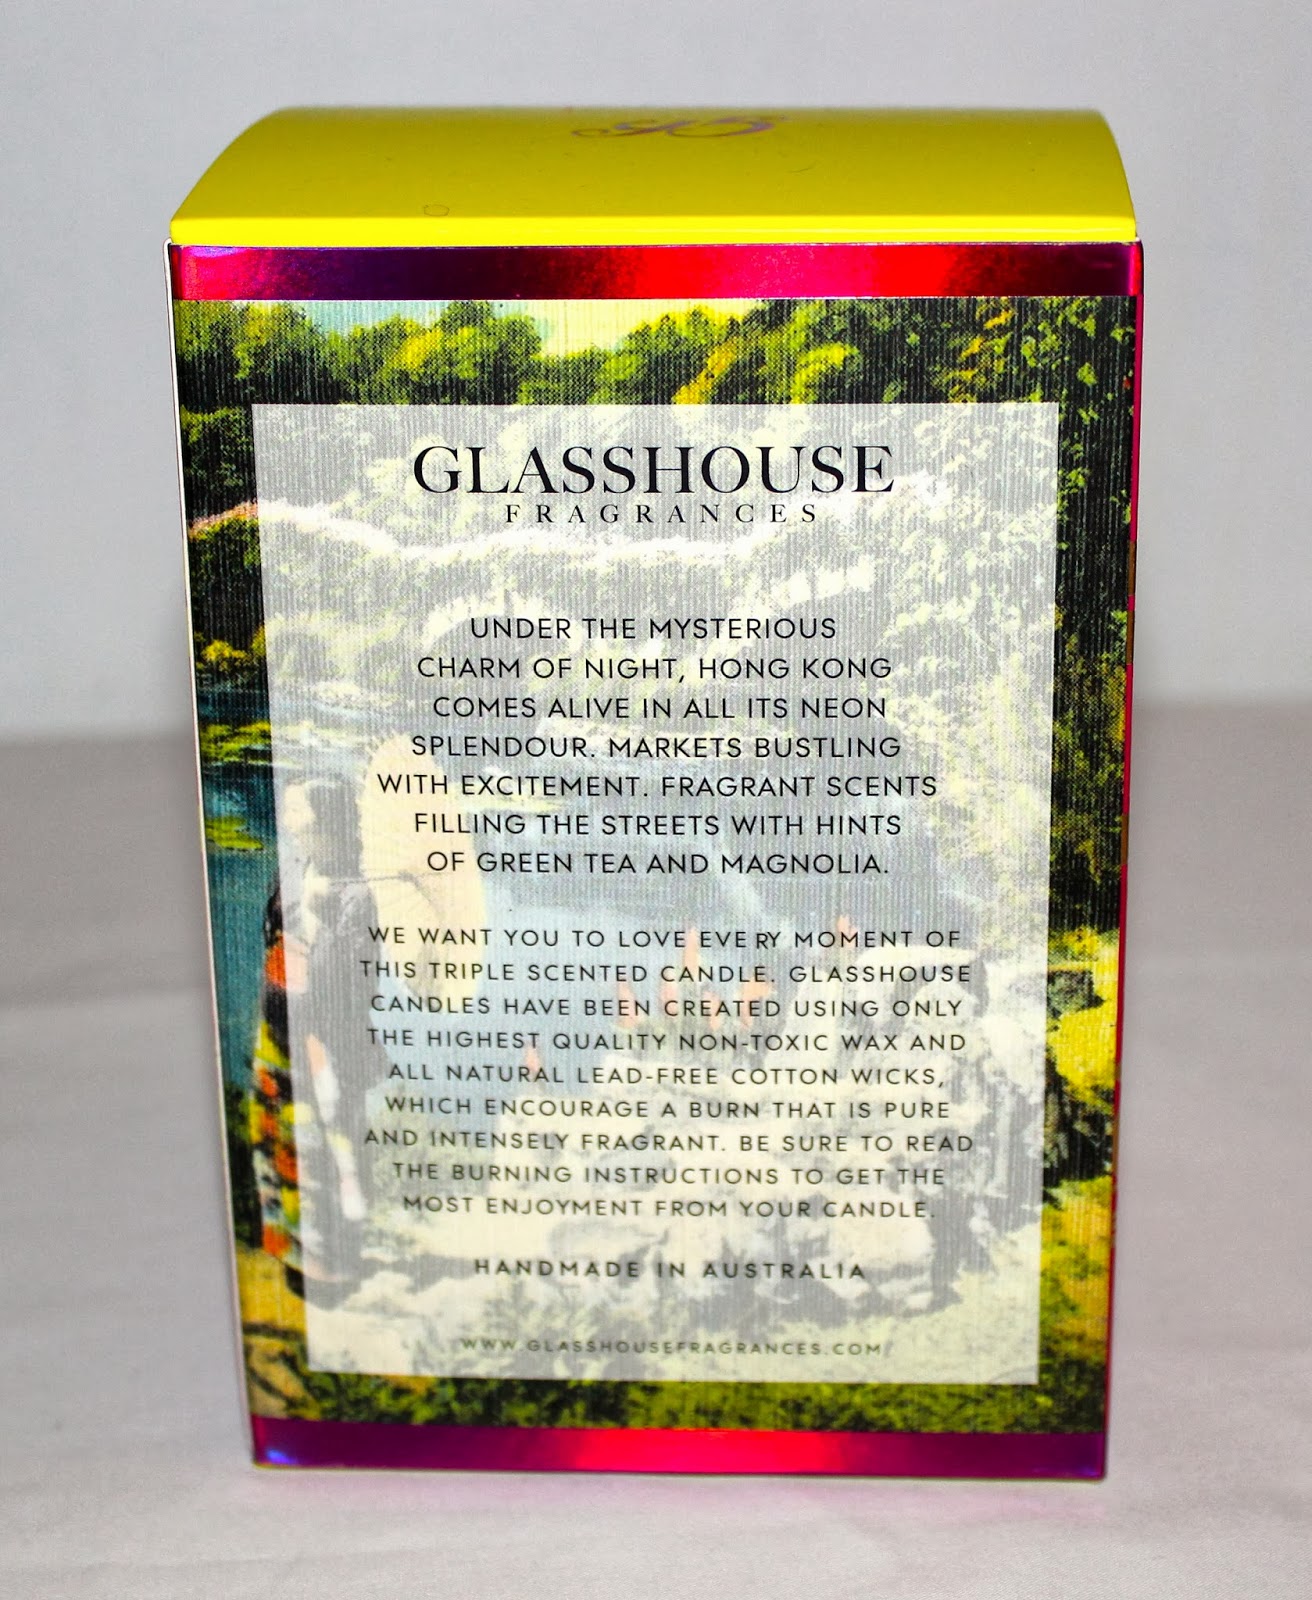 GLASSHOUSE
FRAGRANCES
UNDER THE MYSTERIOUS
CHARM OF NIGHT, HONG KONG
COMES ALIVE IN ALL ITS NEON
SPLENDOUR. MARKETS BUSTLING
WITH EXCITEMENT. FRAGRANT SCENTS
FILLING THE STREETS WITH HINTS
OF GREEN TEA AND MAGNOLIA.
WE WANT YOU TO LOVE EVERY MOMENT OF
THIS TRIPLE SCENTED CANDLE. GLASSHOUSE
CANDLES HAVE BEEN CREATED USING ONLY
THE HIGHEST QUALITY NON-TOXIC WAX AND
ALL NATURAL LEAD-FREE COTTON WICKS,
WHICH ENCOURAGE A BURN THAT IS PURE
AND INTENSELY FRAGRANT. BE SURE TO READ
THE BURNING INSTRUCTIONS TO GET THE
MOST ENJOYMENT FROM YOUR CANDLE.
HANDMADE IN AUSTRALIA
WWW.GLASSHOUSEFRAGRANCES.COM